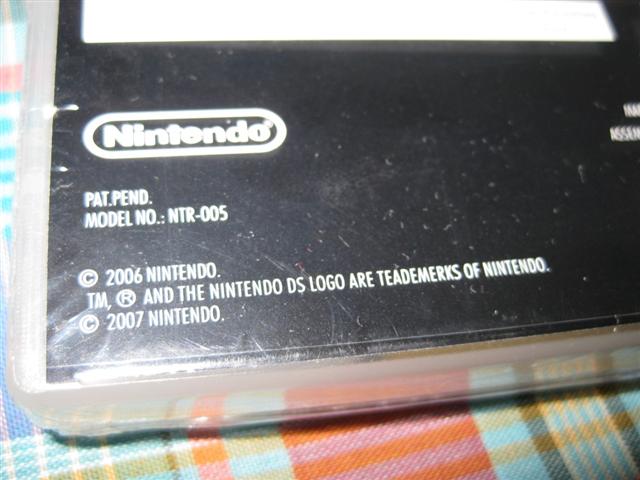 Nintendo®
PAT.PEND.
MODEL NO.: NTR-005
© 2006 NINTENDO.
TM, ® AND THE NINTENDO DS LOGO ARE TEADEMERKS OF NINTENDO.
© 2007 NINTENDO.